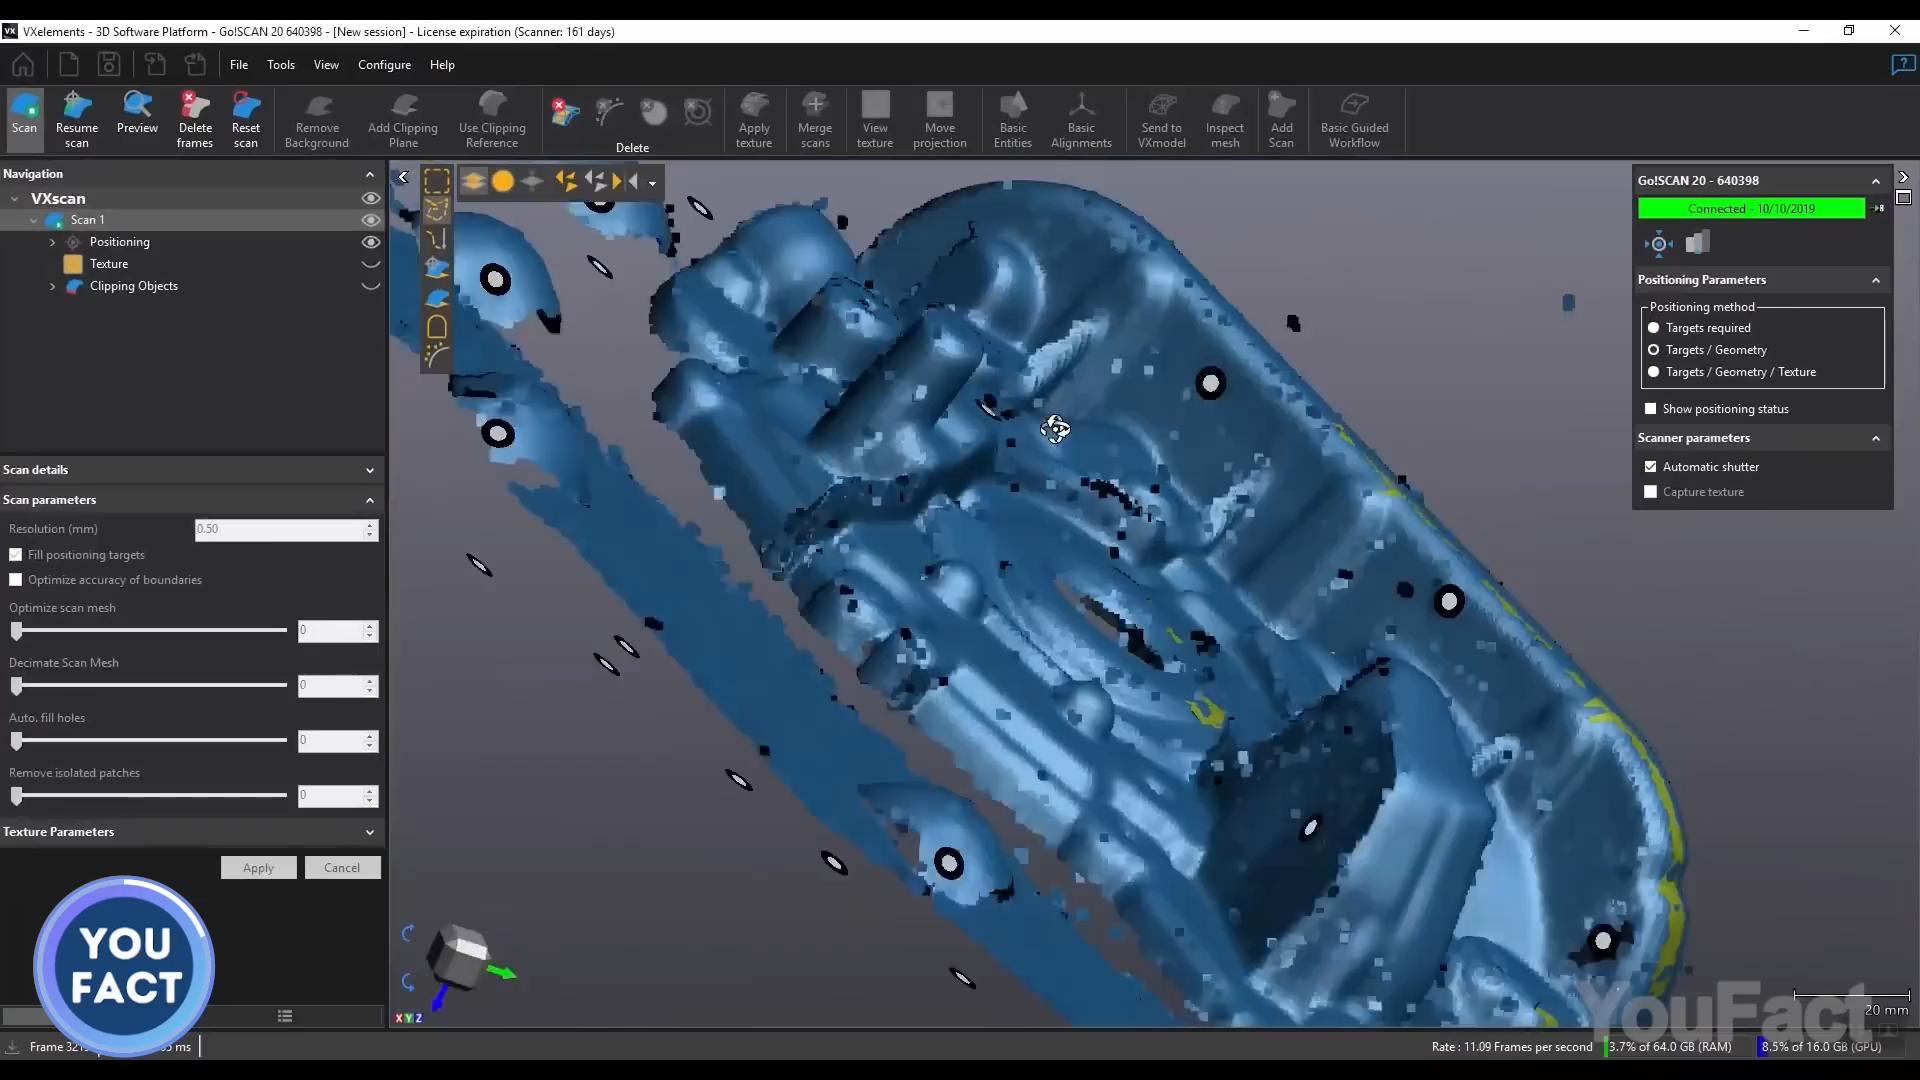 VXelements - 3D Software Platform - Go!SCAN 20 640398 - [New session] - License expiration (Scanner: 161 days)
File Tools View Configure Help
Scan
Resume scan
Preview
Delete frames
Reset scan
Remove Background
Add Clipping Plane
Use Clipping Reference
Delete
Apply texture
Merge scans
View texture
Move projection
Basic Entities
Basic Alignments
Send to VXmodel
Inspect mesh
Add Scan
Basic Guided Workflow
Navigation
VXscan
Scan 1
Positioning
Texture
Clipping Objects
Scan details
Scan parameters
Resolution (mm) 0.50
Fill positioning targets
Optimize accuracy of boundaries
Optimize scan mesh
0
Decimate Scan Mesh
0
Auto. fill holes
0
Remove isolated patches
0
Texture Parameters
Apply Cancel
YOU
FACT
XYZ
Go!SCAN 20 - 640398
Connected - 10/10/2019
Positioning Parameters
Positioning method
Targets required
Targets / Geometry
Targets / Geometry / Texture
Show positioning status
Scanner parameters
Automatic shutter
Capture texture
20 mm
YouFact
Frame ms
Rate : 11.09 Frames per second 3.7% of 64.0 GB (RAM) 8.5% of 16.0 GB (GPU)